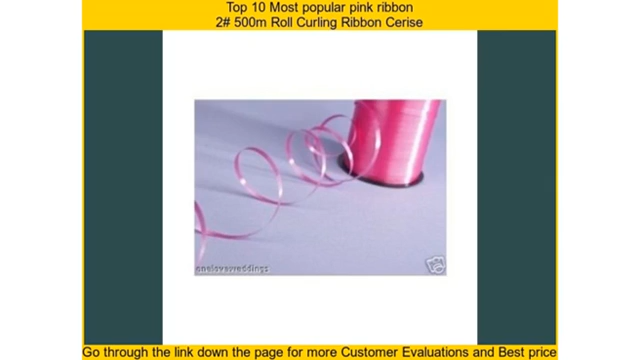 Top 10 Most popular pink ribbon
2# 500m Roll Curling Ribbon Cerise
oneloveweddings
Go through the link down the page for more Customer Evaluations and Best price